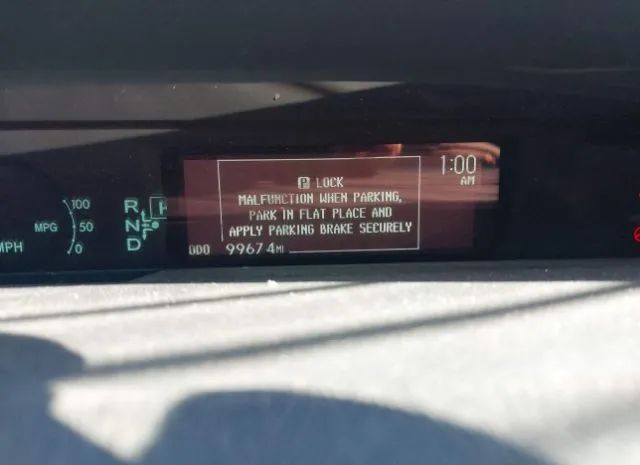 P LOCK
MALFUNCTION WHEN PARKING,
PARK IN FLAT PLACE AND
APPLY PARKING BRAKE SECURELY
1:00
AM
ODO 99674 MI
MPH
MPG
100
50
0
R
N
D